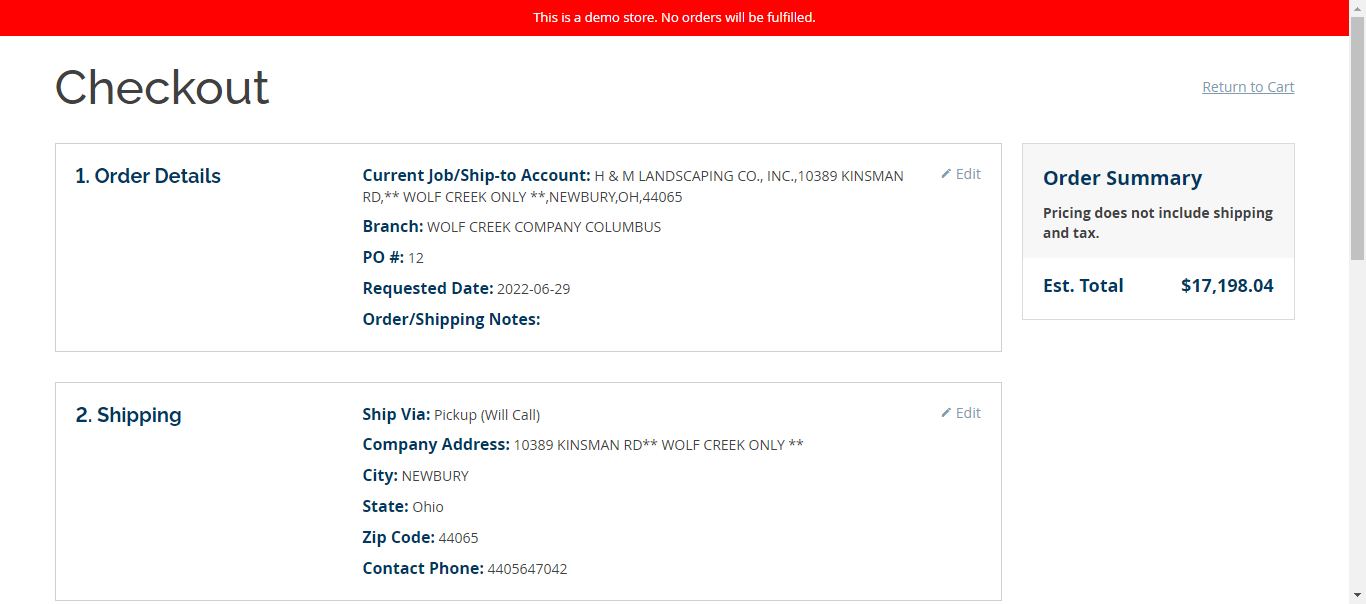 This is a demo store. No orders will be fulfilled.
Checkout
Return to Cart
1. Order Details
Current Job/Ship-to Account: H & M LANDSCAPING CO., INC.,10389 KINSMAN
RD,** WOLF CREEK ONLY **,NEWBURY,OH,44065
Edit
Branch: WOLF CREEK COMPANY COLUMBUS
PO #: 12
Requested Date: 2022-06-29
Order/Shipping Notes:
Order Summary
Pricing does not include shipping
and tax.
Est. Total $17,198.04
2. Shipping
Ship Via: Pickup (Will Call)
Edit
Company Address: 10389 KINSMAN RD** WOLF CREEK ONLY **
City: NEWBURY
State: Ohio
Zip Code: 44065
Contact Phone: 4405647042